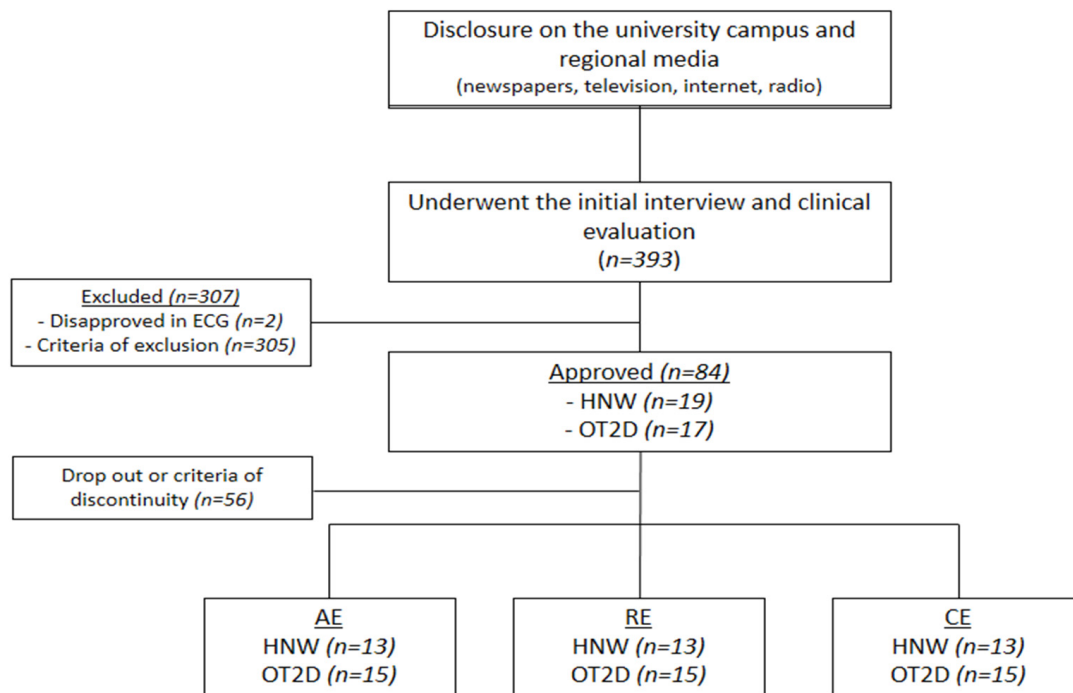 Disclosure on the university campus and
regional media
(newspapers, television, internet, radio)
Underwent the initial interview and clinical
evaluation
(n=393)
Excluded (n=307)
- Disapproved in ECG (n=2)
- Criteria of exclusion (n=305)
Approved (n=84)
- HNW (n=19)
- OT2D (n=17)
Drop out or criteria of
discontinuity (n=56)
AE
HNW (n=13)
OT2D (n=15)
RE
HNW (n=13)
OT2D (n=15)
CE
HNW (n=13)
OT2D (n=15)